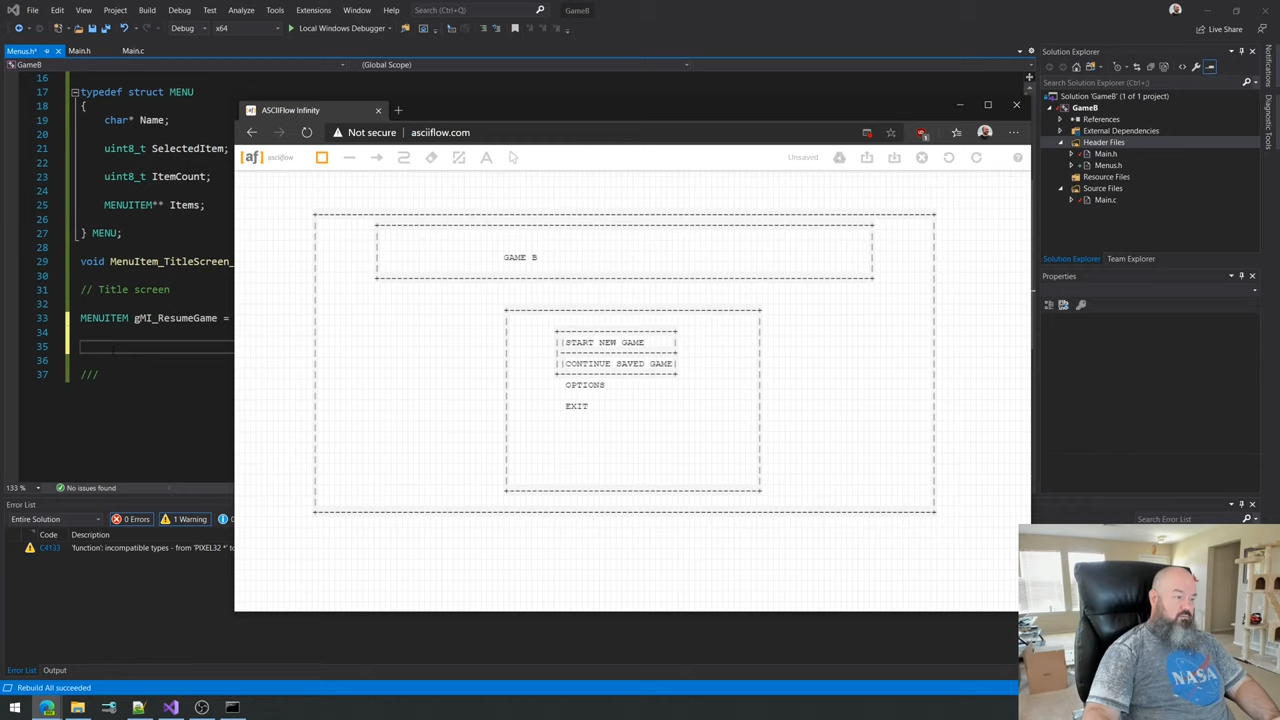 File Edit View Git Project Build Debug Test Analyze Tools Extensions Window Help Search (Ctrl+Q) GameB
Debug x64 Local Windows Debugger Live Share
Menus.h* Main.h Main.c
GameB (Global Scope)
16
17 typedef struct MENU
18 {
19 char* Name;
20
21 uint8_t SelectedItem;
22
23 uint8_t ItemCount;
24
25 MENUITEM** Items;
26
27 } MENU;
28
29 void MenuItem_TitleScreen_
30
31 // Title screen
32
33 MENUITEM gMI_ResumeGame =
34
35
36
37 ///
133 % No issues found
ASCIIFlow Infinity
Not secure asciiflow.com
af asciiflow Unsaved
GAME B
START NEW GAME
CONTINUE SAVED GAME
OPTIONS
EXIT
Solution Explorer
Search Solution Explorer (Ctrl+;)
Solution 'GameB' (1 of 1 project)
GameB
References
External Dependencies
Header Files
Main.h
Menus.h
Resource Files
Source Files
Main.c
Solution Explorer Team Explorer
Properties
Notifications
Diagnostic Tools
Error List
Entire Solution 0 Errors 1 Warning
Search Error List
Code Description
C4133 'function': incompatible types - from 'PIXEL32 *' to
Error List Output
Rebuild All succeeded
NASA